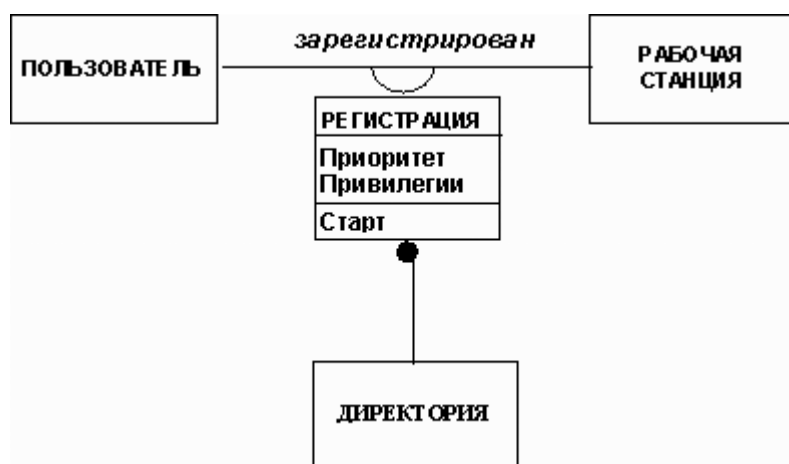 ПОЛЬЗОВАТЕЛЬ
зарегистрирован
РАБОЧАЯ
СТАНЦИЯ
РЕГИСТРАЦИЯ
Приоритет
Привилегии
Старт
ДИРЕКТОРИЯ